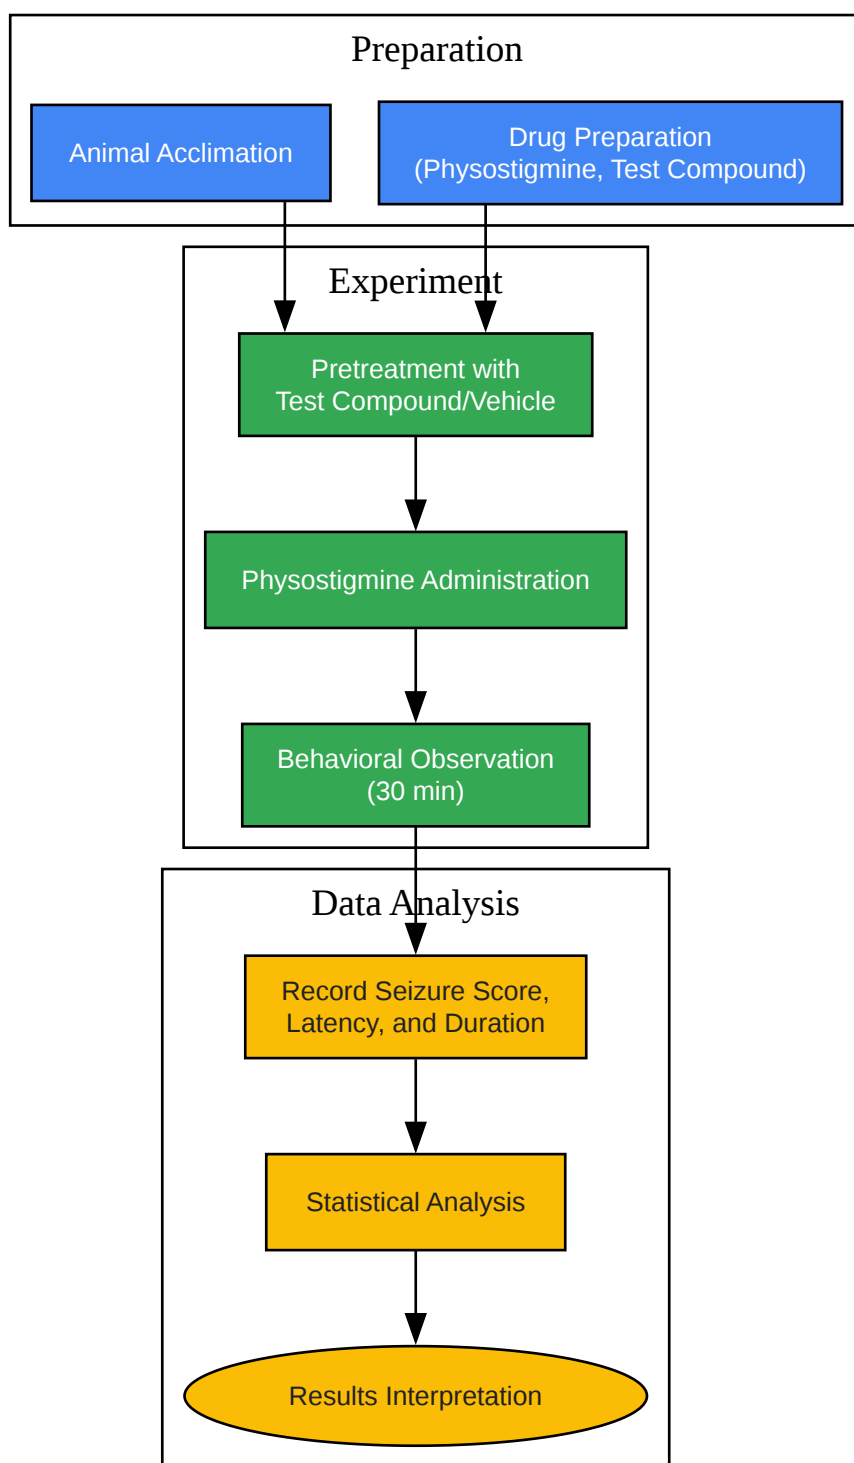 Preparation
Animal Acclimation
Drug Preparation
(Physostigmine, Test Compound)
Experiment
Pretreatment with
Test Compound/Vehicle
Physostigmine Administration
Behavioral Observation
(30 min)
Data Analysis
Record Seizure Score,
Latency, and Duration
Statistical Analysis
Results Interpretation